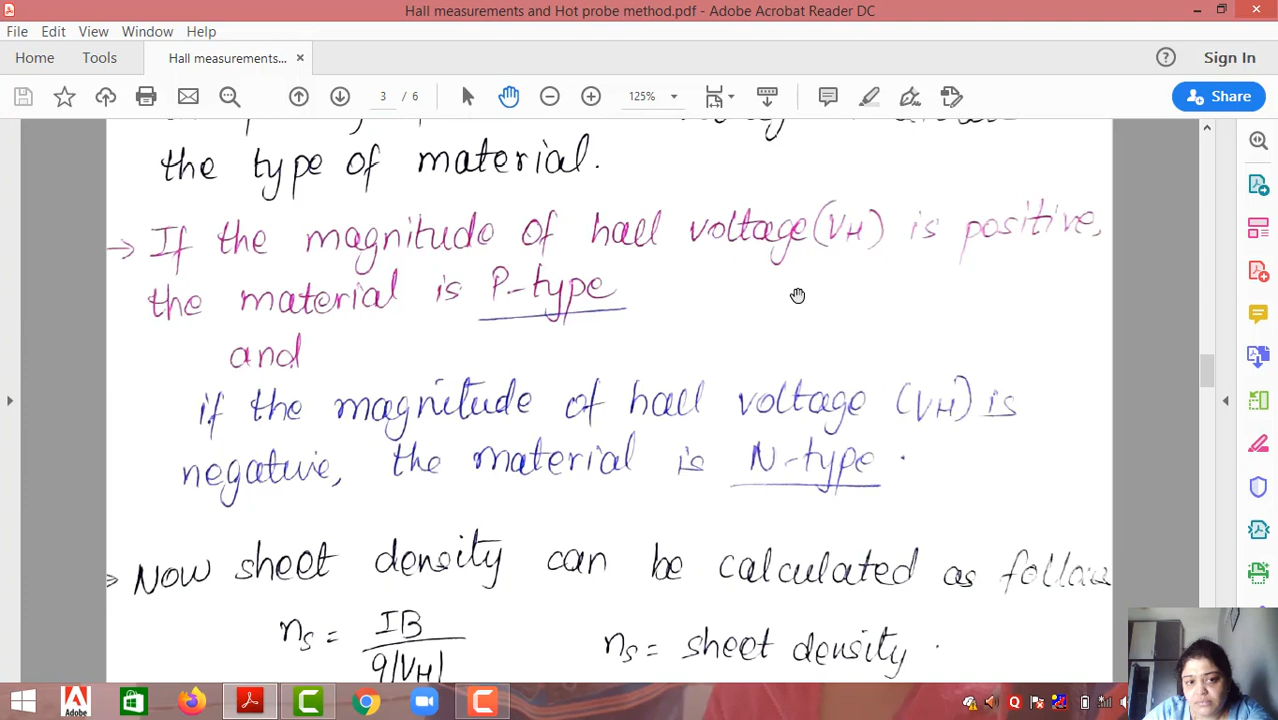 Hall measurements and Hot probe method.pdf - Adobe Acrobat Reader DC
File Edit View Window Help
Home Tools Hall measurements... × Sign In
3 / 6 125% Share
the type of material.
→ If the magnitude of hall voltage (VH) is positive,
the material is P-type
and
if the magnitude of hall voltage (VH) is
negative, the material is N-type.
Now sheet density can be calculated as follows
ns = IB / q|VH| ns = sheet density.
Adobe